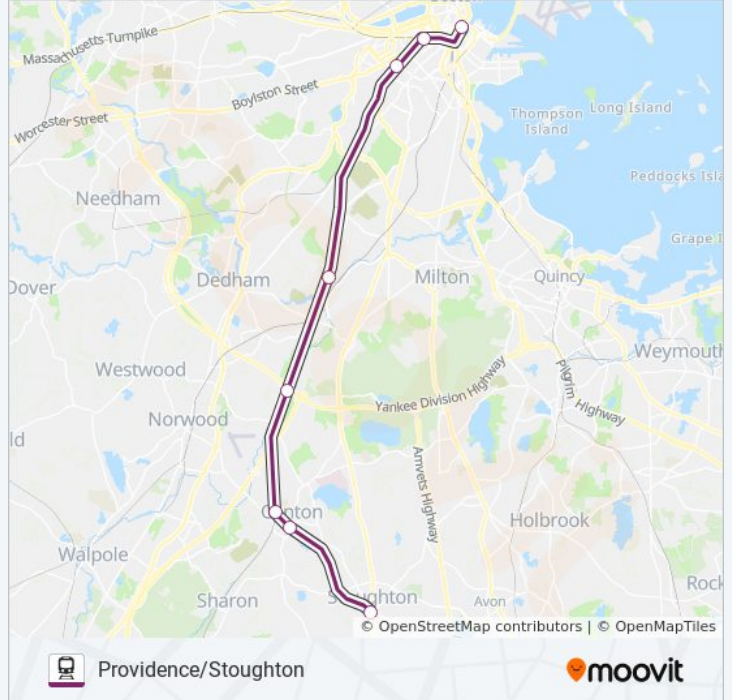 Massachusetts Turnpike
Boylston Street
Worcester Street
Thompson
Island
Long Island
Needham
Peddocks Isla
Grape I
Dover
Dedham
Milton
Quincy
Westwood
Weymouth
Norwood
Yankee Division Highway
Pilgrim
Highway
ld
Amvets Highway
Holbrook
Walpole
Sharon
Avon
Rock
© OpenStreetMap contributors | © OpenMapTiles
Providence/Stoughton
moovit